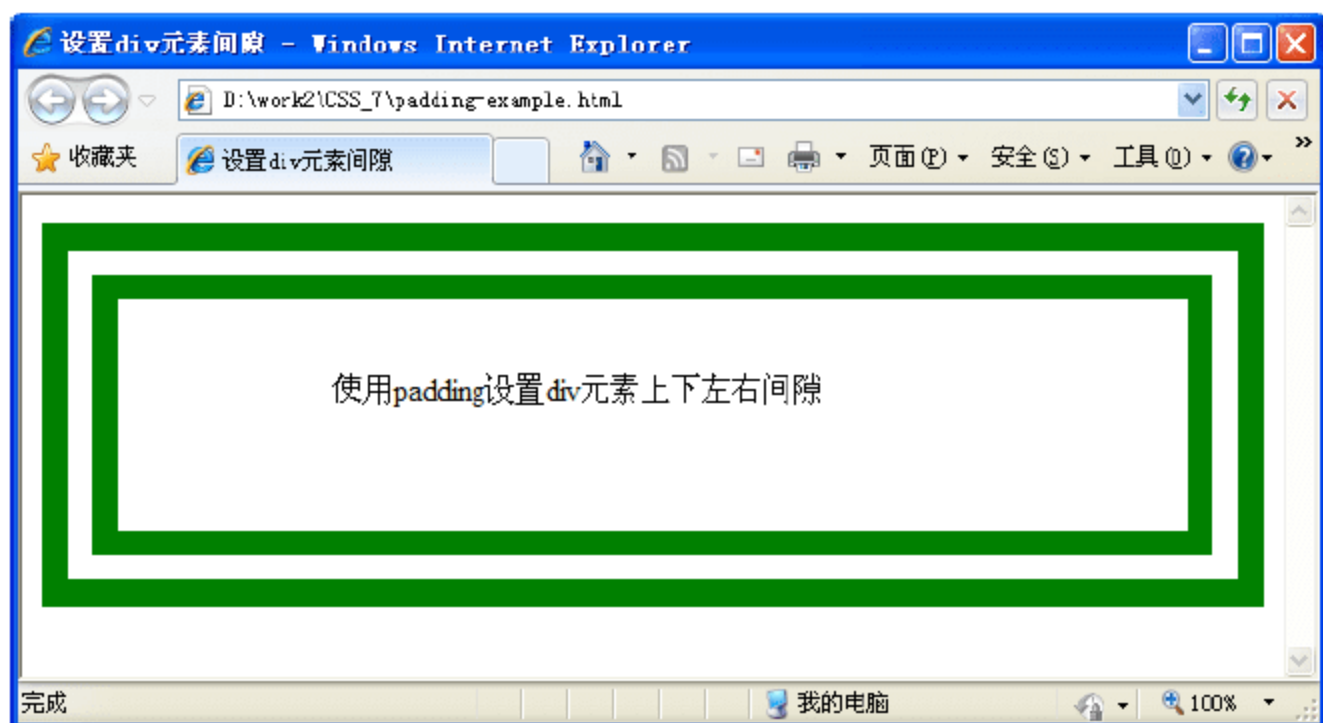 设置div元素间隙 - Windows Internet Explorer
D:\work2\CSS_7\padding-example.html
收藏夹 设置div元素间隙 页面(P) 安全(S) 工具(O) »
使用padding设置div元素上下左右间隙
完成 我的电脑 100%